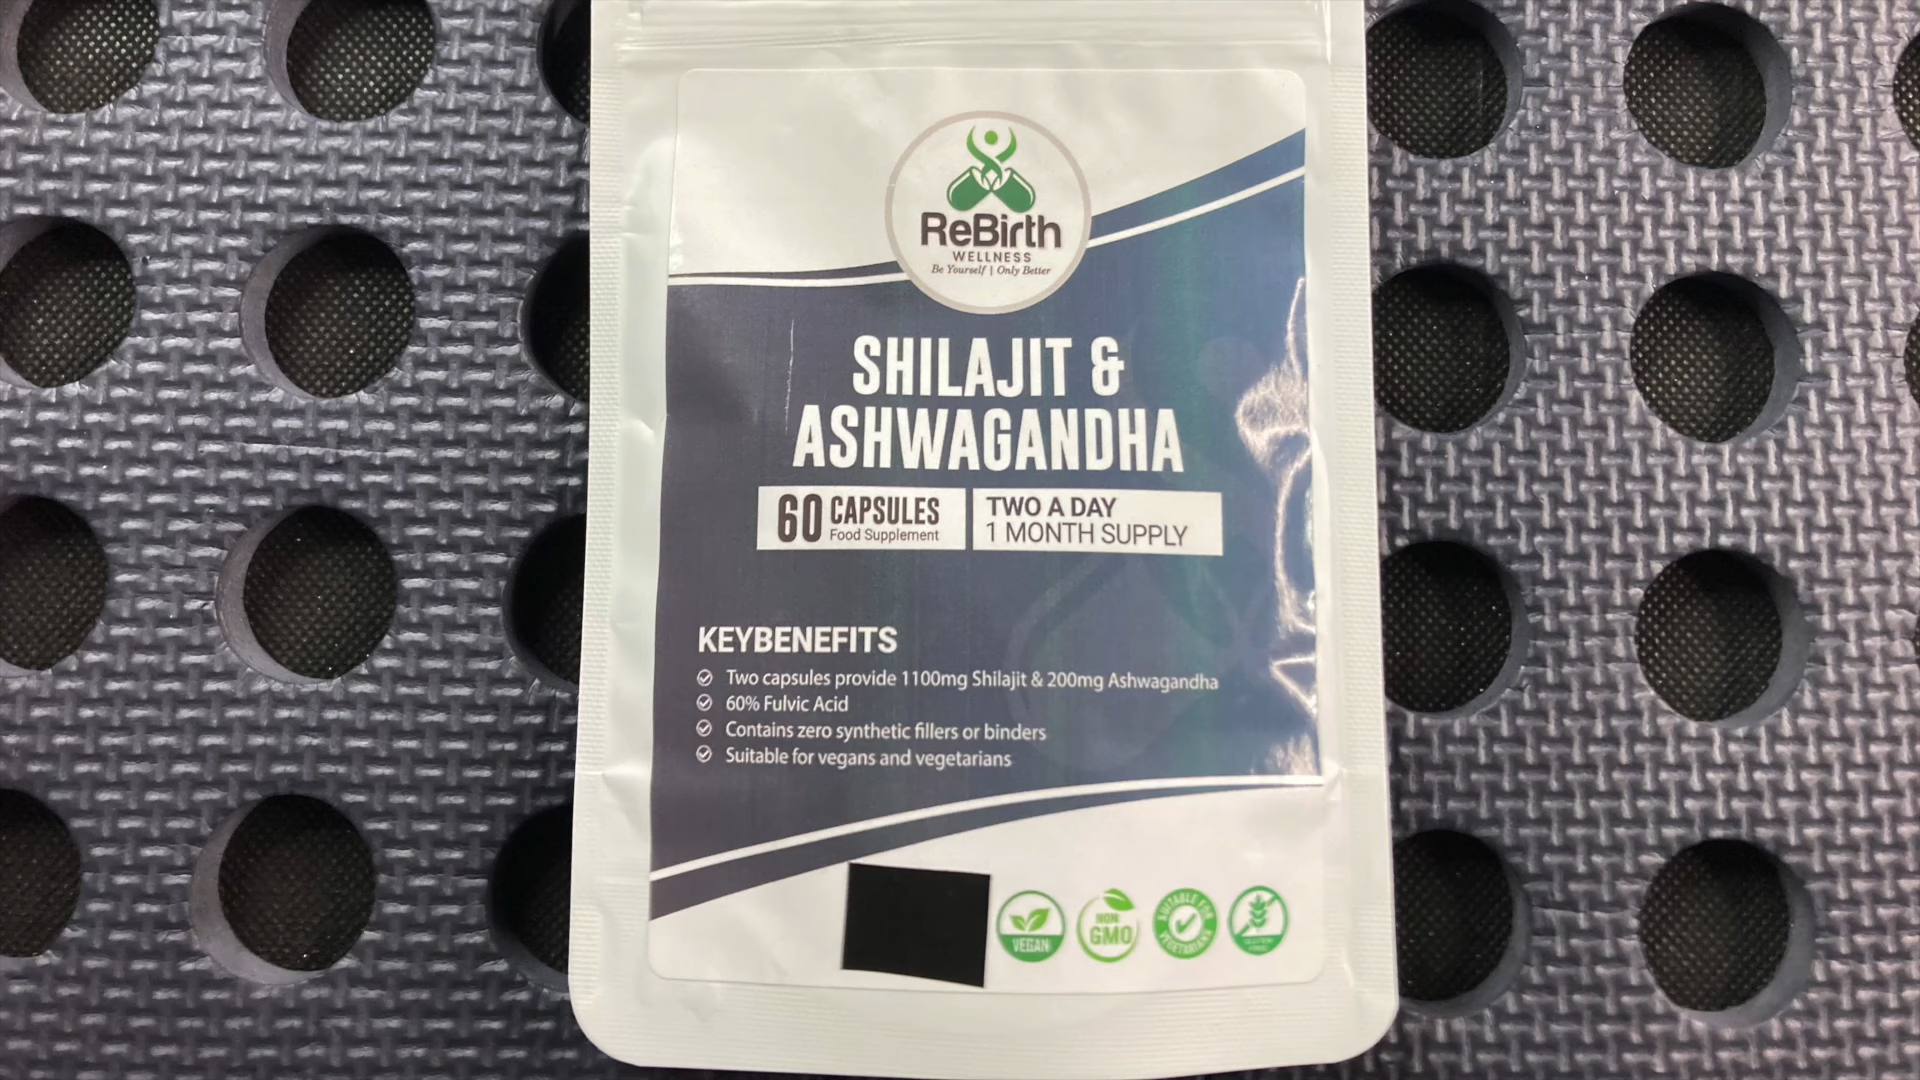 ReBirth
WELLNESS
Be Yourself | Only Better
SHILAJIT &
ASHWAGANDHA
60 CAPSULES
Food Supplement
TWO A DAY
1 MONTH SUPPLY
KEYBENEFITS
Two capsules provide 1100mg Shilajit & 200mg Ashwagandha
60% Fulvic Acid
Contains zero synthetic fillers or binders
Suitable for vegans and vegetarians
VEGAN
NON
GMO
SUITABLE FOR
VEGETARIANS
GLUTEN
FREE